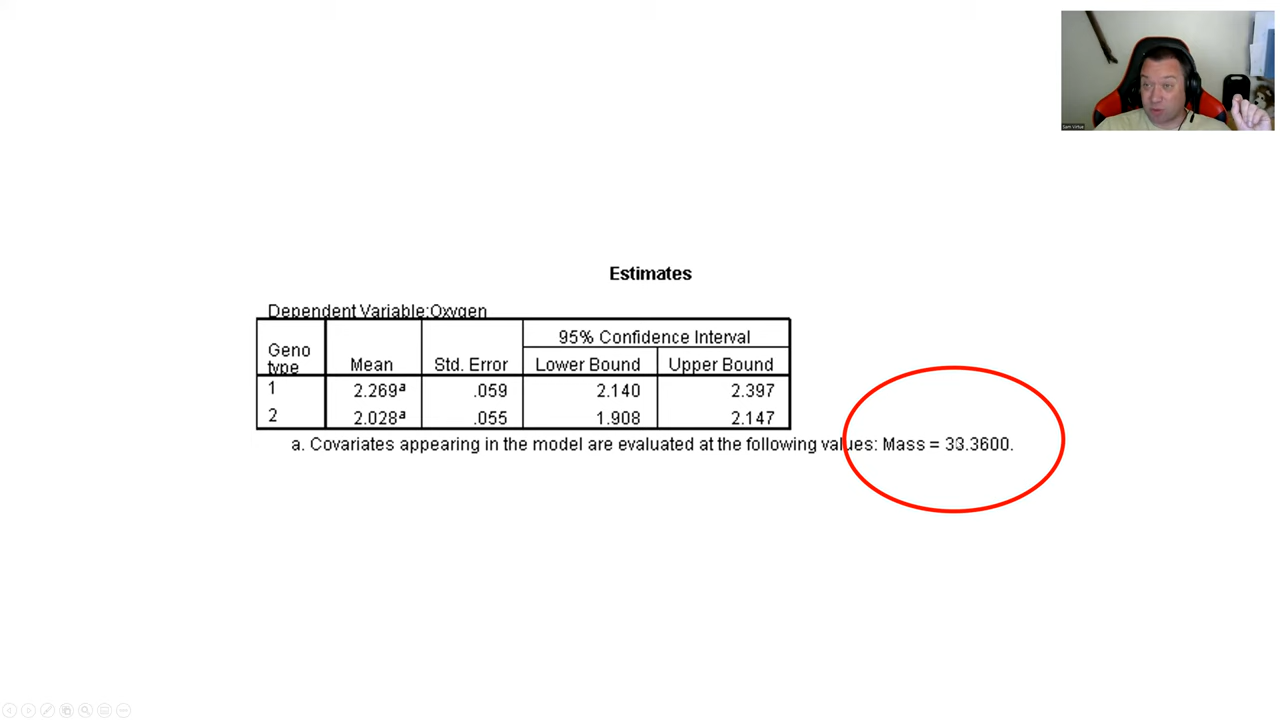 Sam Virtue
Estimates
Dependent Variable:Oxygen
Geno type Mean Std. Error 95% Confidence Interval
Lower Bound Upper Bound
1 2.269a .059 2.140 2.397
2 2.028a .055 1.908 2.147
a. Covariates appearing in the model are evaluated at the following values: Mass = 33.3600.